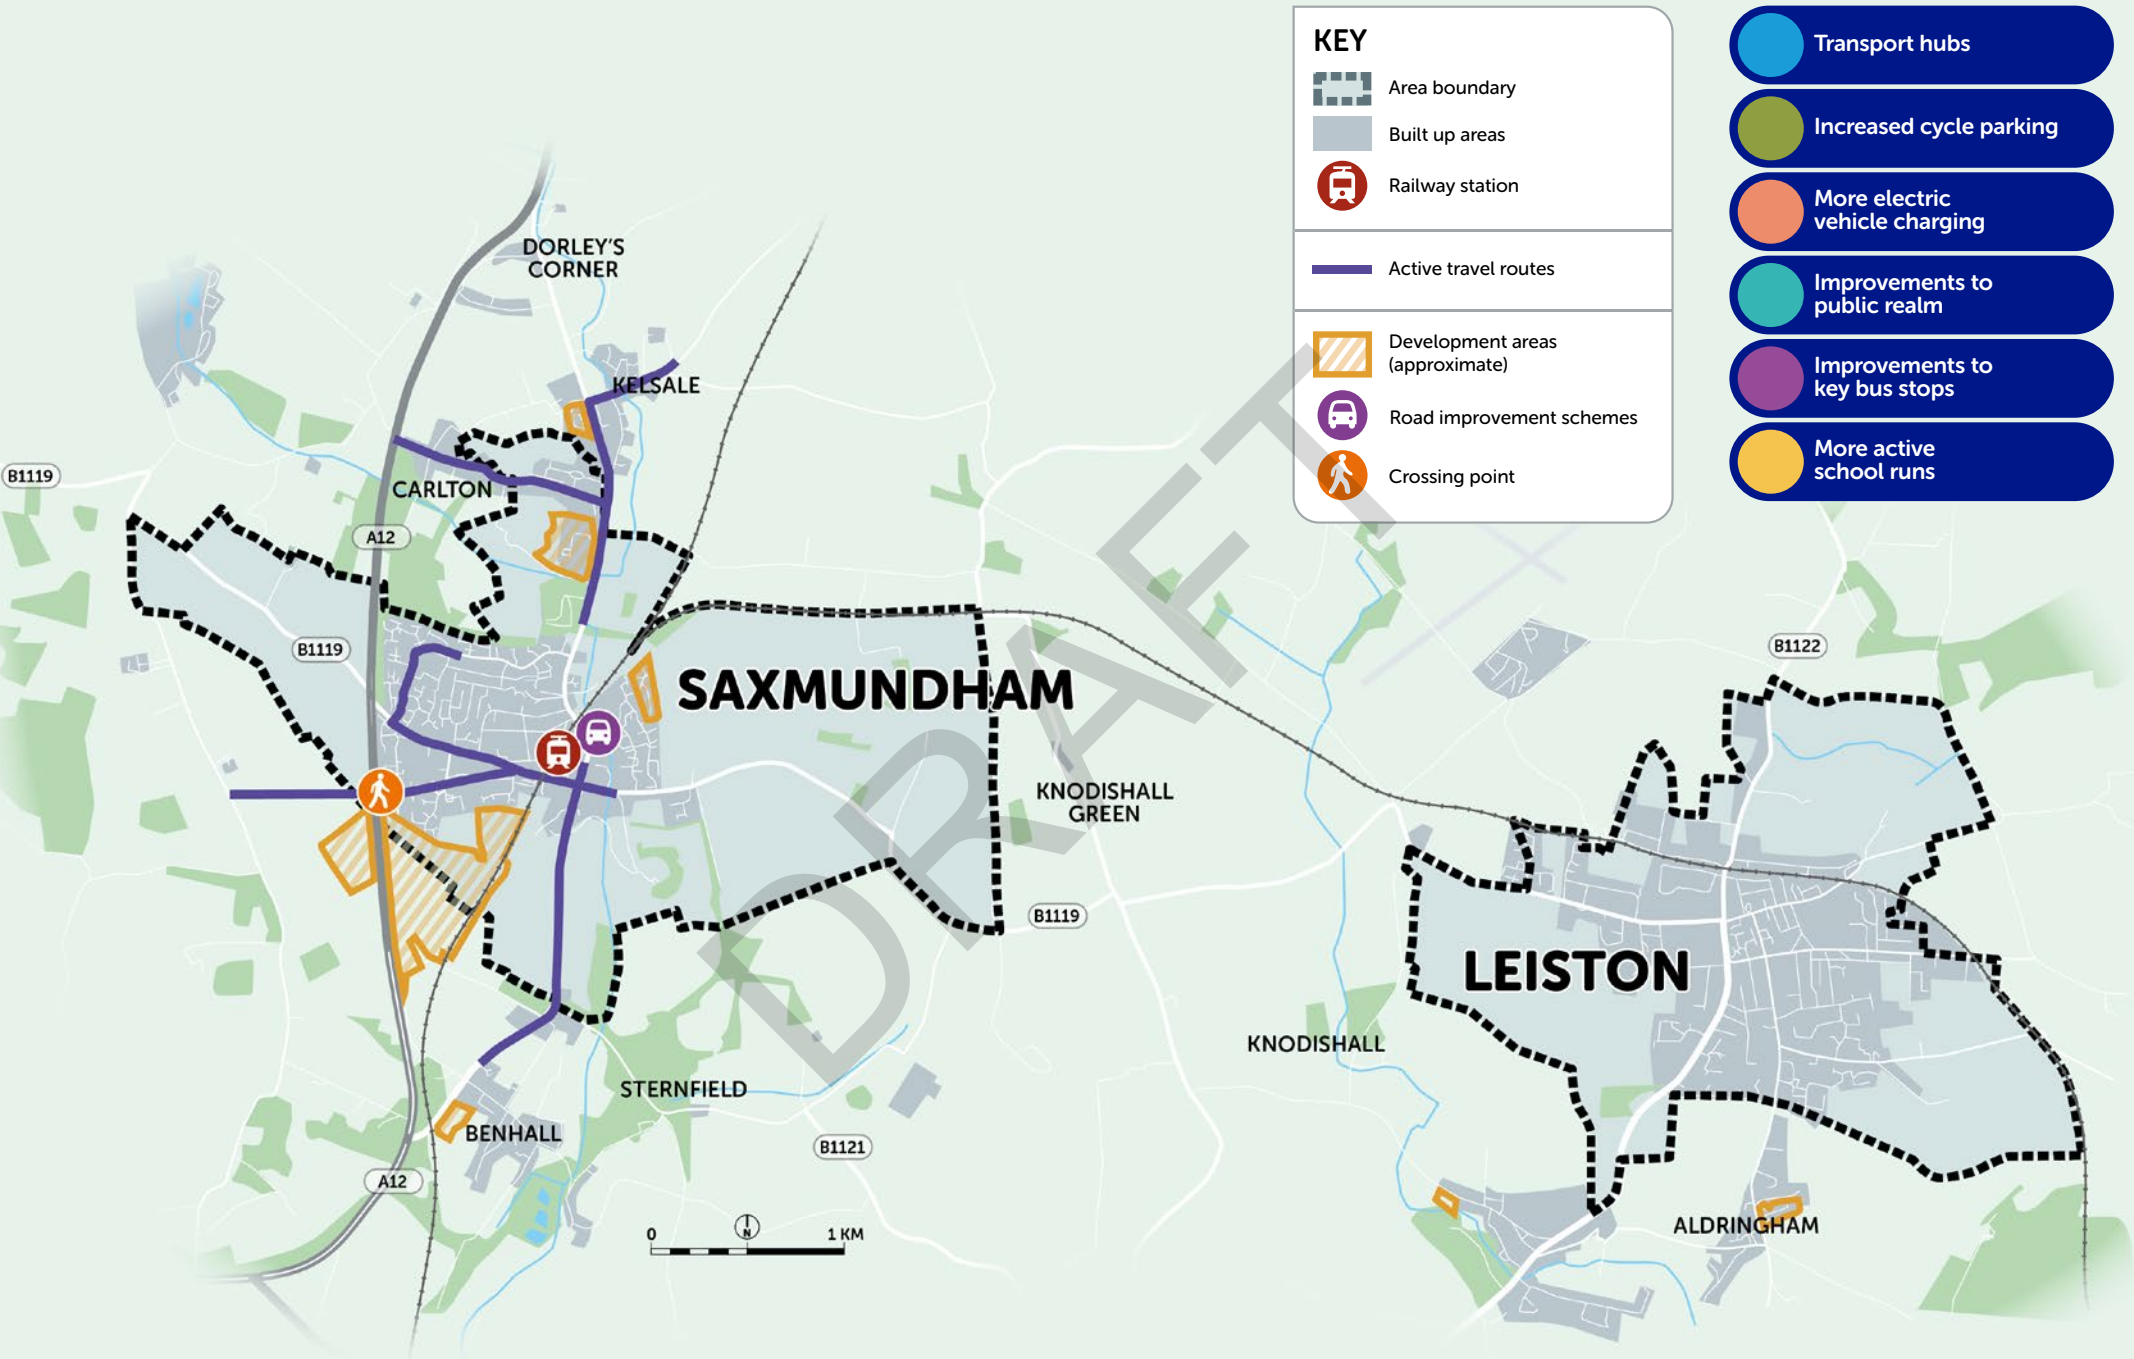 KEY
Area boundary
Built up areas
Railway station
Active travel routes
Development areas
(approximate)
Road improvement schemes
Crossing point
Transport hubs
Increased cycle parking
More electric
vehicle charging
Improvements to
public realm
Improvements to
key bus stops
More active
school runs
DORLEY'S
CORNER
KELSALE
B1119
CARLTON
A12
B1119
SAXMUNDHAM
B1122
KNODISHALL
GREEN
B1119
LEISTON
KNODISHALL
STERNFIELD
BENHALL
B1121
A12
ALDRINGHAM
0
N
1 KM
DRAFT